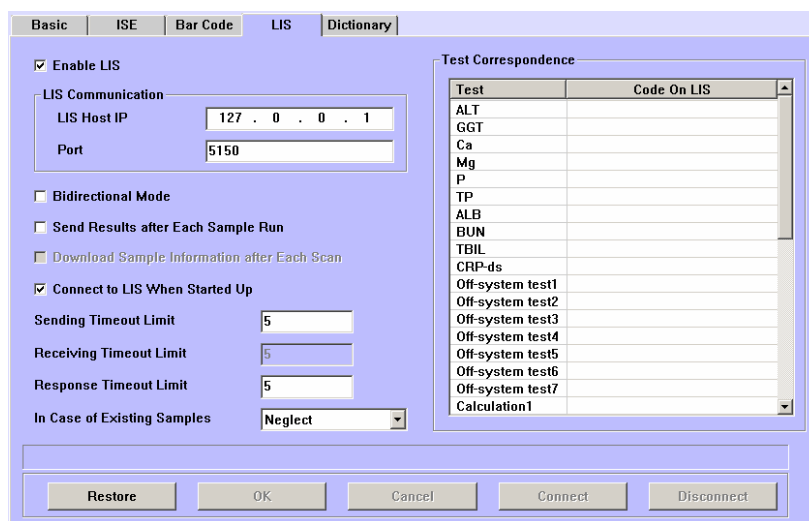 Basic ISE Bar Code LIS Dictionary
Enable LIS
LIS Communication
LIS Host IP 127 . 0 . 0 . 1
Port 5150
Bidirectional Mode
Send Results after Each Sample Run
Download Sample Information after Each Scan
Connect to LIS When Started Up
Sending Timeout Limit 5
Receiving Timeout Limit 5
Response Timeout Limit 5
In Case of Existing Samples Neglect
Test Correspondence
Test Code On LIS
ALT
GGT
Ca
Mg
P
TP
ALB
BUN
TBIL
CRP-ds
Off-system test1
Off-system test2
Off-system test3
Off-system test4
Off-system test5
Off-system test6
Off-system test7
Calculation1
Restore OK Cancel Connect Disconnect